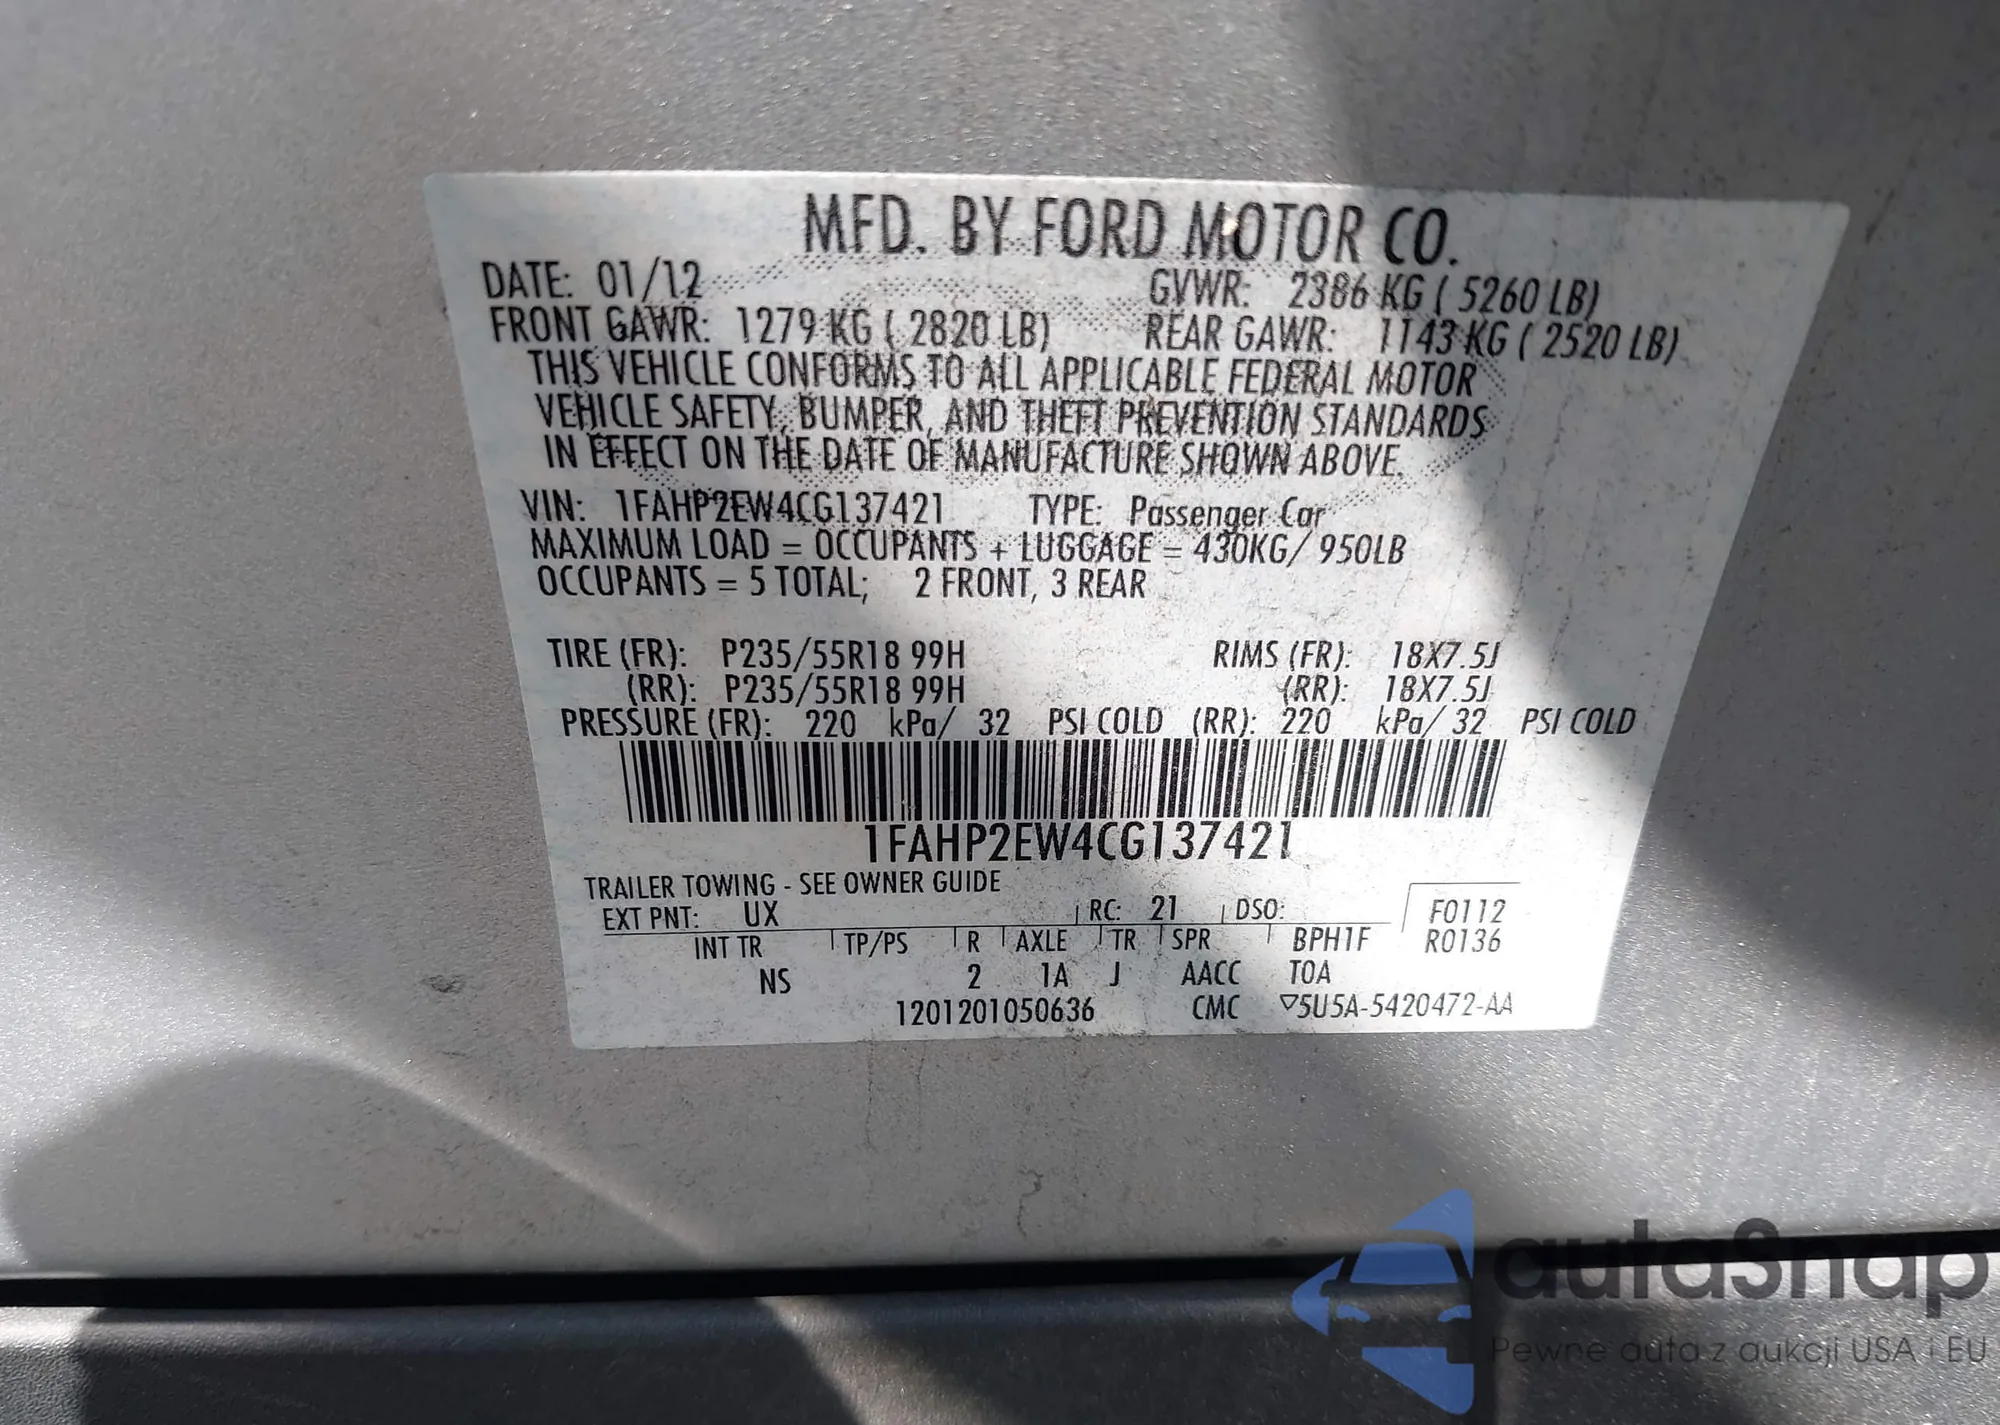 MFD. BY FORD MOTOR CO.
DATE: 01/12 GVWR: 2386 KG ( 5260 LB)
FRONT GAWR: 1279 KG ( 2820 LB) REAR GAWR: 1143 KG ( 2520 LB)
THIS VEHICLE CONFORMS TO ALL APPLICABLE FEDERAL MOTOR
VEHICLE SAFETY, BUMPER, AND THEFT PREVENTION STANDARDS
IN EFFECT ON THE DATE OF MANUFACTURE SHOWN ABOVE.
VIN: 1FAHP2EW4CG137421 TYPE: Passenger Car
MAXIMUM LOAD = OCCUPANTS + LUGGAGE = 430KG/ 950LB
OCCUPANTS = 5 TOTAL; 2 FRONT, 3 REAR
TIRE (FR): P235/55R18 99H RIMS (FR): 18X7.5J
(RR): P235/55R18 99H (RR): 18X7.5J
PRESSURE (FR): 220 kPa/ 32 PSI COLD (RR): 220 kPa/ 32 PSI COLD
1FAHP2EW4CG137421
TRAILER TOWING - SEE OWNER GUIDE
EXT PNT: UX RC: 21 DSO: F0112
INT TR TP/PS R AXLE TR SPR BPH1F R0136
NS 2 1A J AACC T0A
1201201050636 CMC ▽5U5A-5420472-AA
autaSnap
Pewne auta z aukcji USA i EU